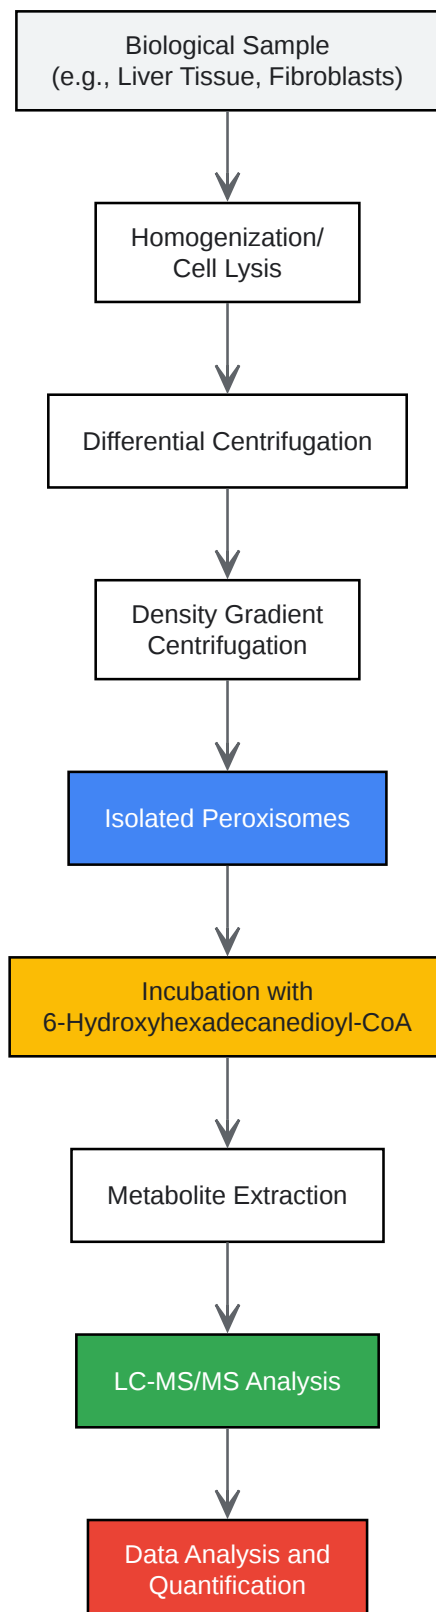 Biological Sample
(e.g., Liver Tissue, Fibroblasts)
Homogenization/
Cell Lysis
Differential Centrifugation
Density Gradient
Centrifugation
Isolated Peroxisomes
Incubation with
6-Hydroxyhexadecanedioyl-CoA
Metabolite Extraction
LC-MS/MS Analysis
Data Analysis and
Quantification